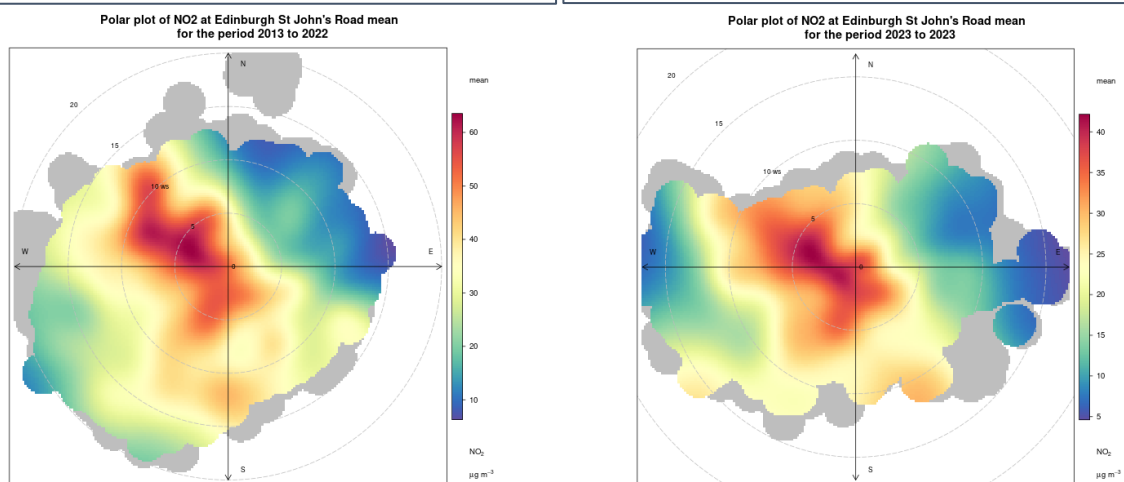 Polar plot of NO2 at Edinburgh St John's Road mean
for the period 2013 to 2022
N
mean
20
15
10 ws
5
0
W
E
S
60
50
40
30
20
10
NO₂
µg m⁻³
Polar plot of NO2 at Edinburgh St John's Road mean
for the period 2023 to 2023
N
mean
20
15
10 ws
5
0
W
E
S
40
35
30
25
20
15
10
5
NO₂
µg m⁻³